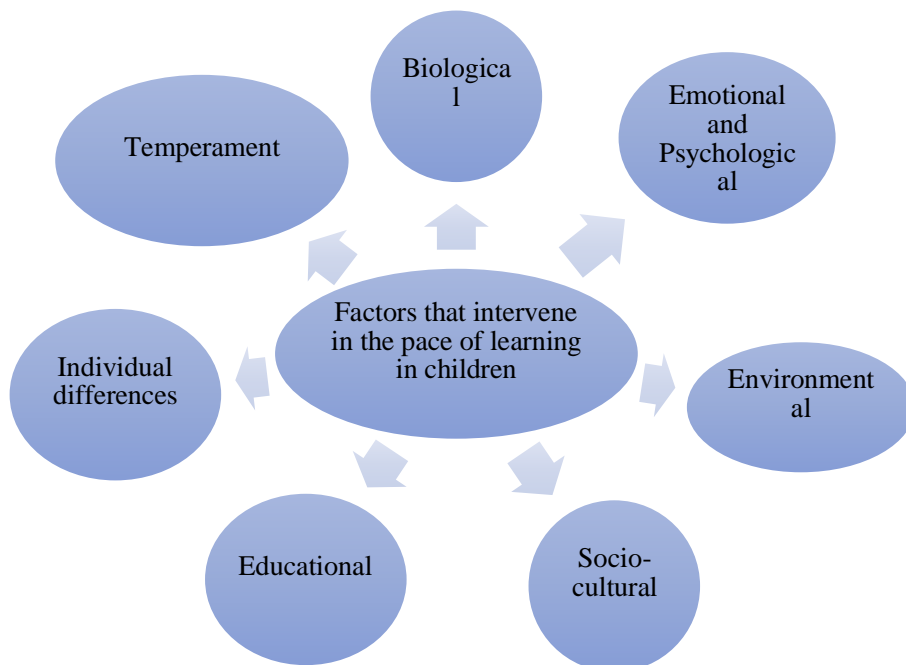 Biologica
l
Emotional
and
Psychologic
al
Temperament
Factors that intervene
in the pace of learning
in children
Individual
differences
Environment
al
Educational
Socio-
cultural